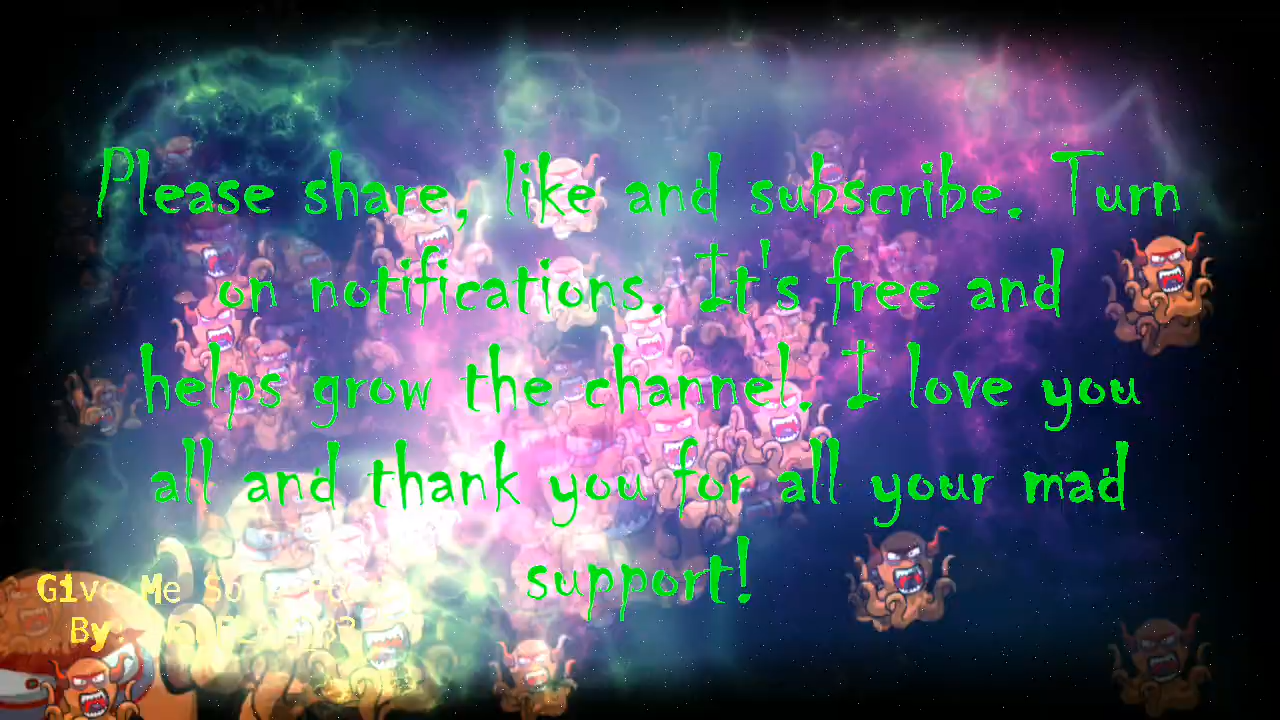 Please share, like and subscribe. Turn
on notifications. It's free and
helps grow the channel. I love you
all and thank you for all your mad
support!
Give Me So
By